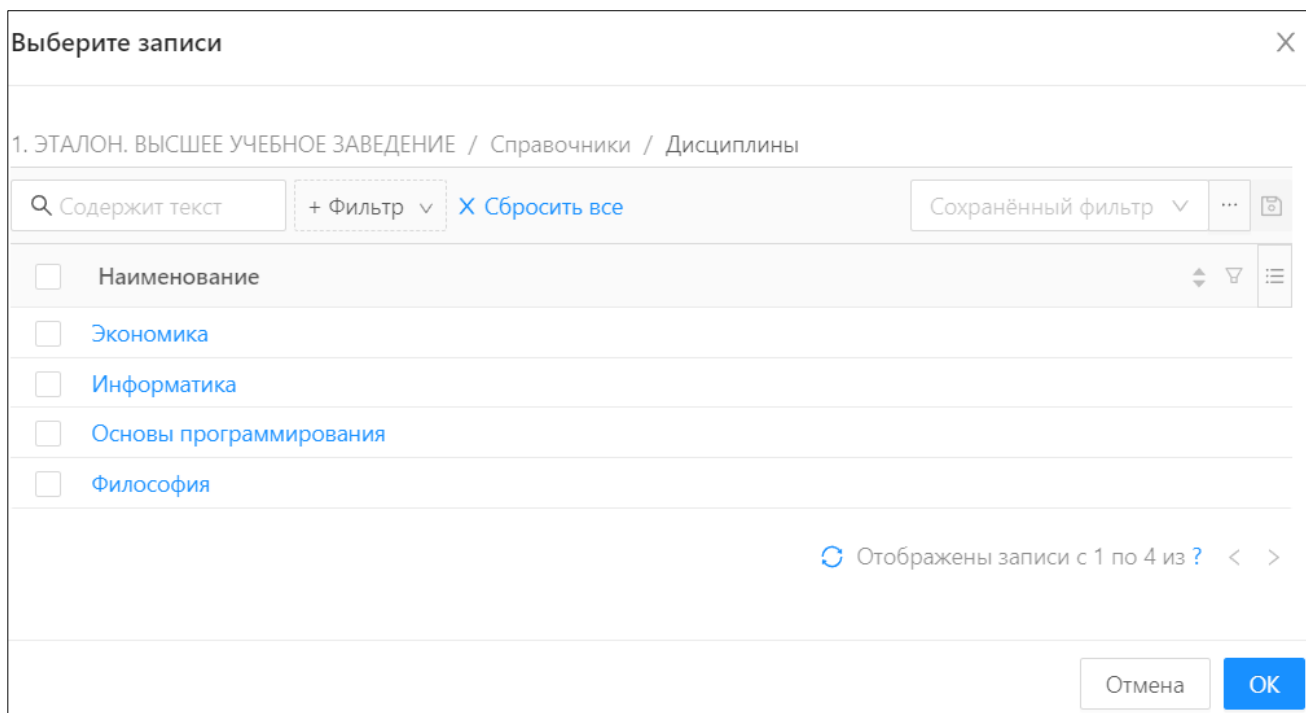 Выберите записи
1. ЭТАЛОН. ВЫСШЕЕ УЧЕБНОЕ ЗАВЕДЕНИЕ / Справочники / Дисциплины
Содержит текст + Фильтр Сбросить все Сохранённый фильтр ...
Наименование
Экономика
Информатика
Основы программирования
Философия
Отображены записи с 1 по 4 из ? < >
Отмена OK